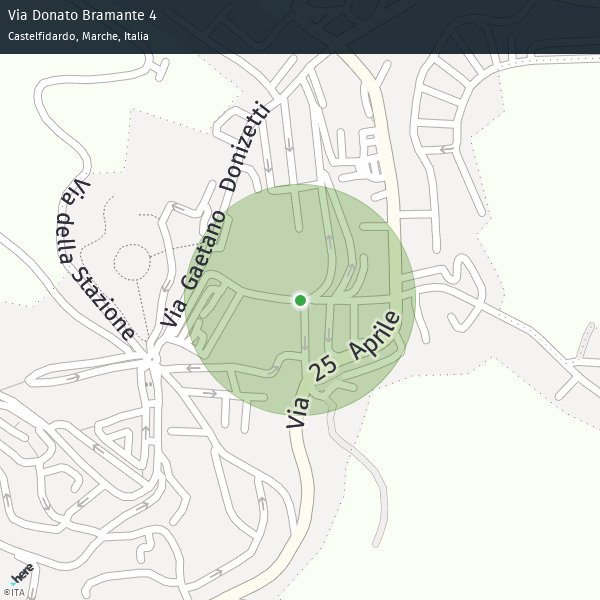 Via Donato Bramante 4
Castelfidardo, Marche, Italia
Via Gaetano Donizetti
Via della Stazione
Via 25 Aprile
here
©ITA